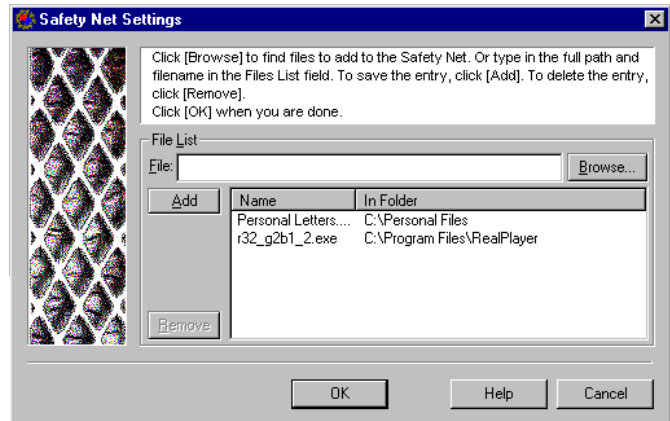 Safety Net Settings
Click [Browse] to find files to add to the Safety Net. Or type in the full path and
filename in the Files List field. To save the entry, click [Add]. To delete the entry,
click [Remove].
Click [OK] when you are done.
File List
File:
Browse...
Add
Name In Folder
Personal Letters.... C:\Personal Files
r32_g2b1_2.exe C:\Program Files\RealPlayer
Remove
OK Help Cancel